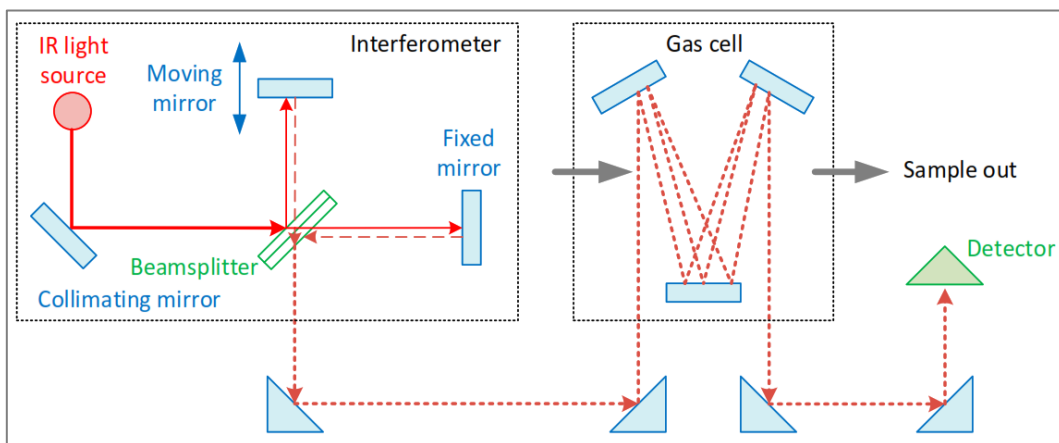 IR light
source
Moving
mirror
Interferometer
Fixed
mirror
Beamsplitter
Collimating mirror
Gas cell
Sample out
Detector